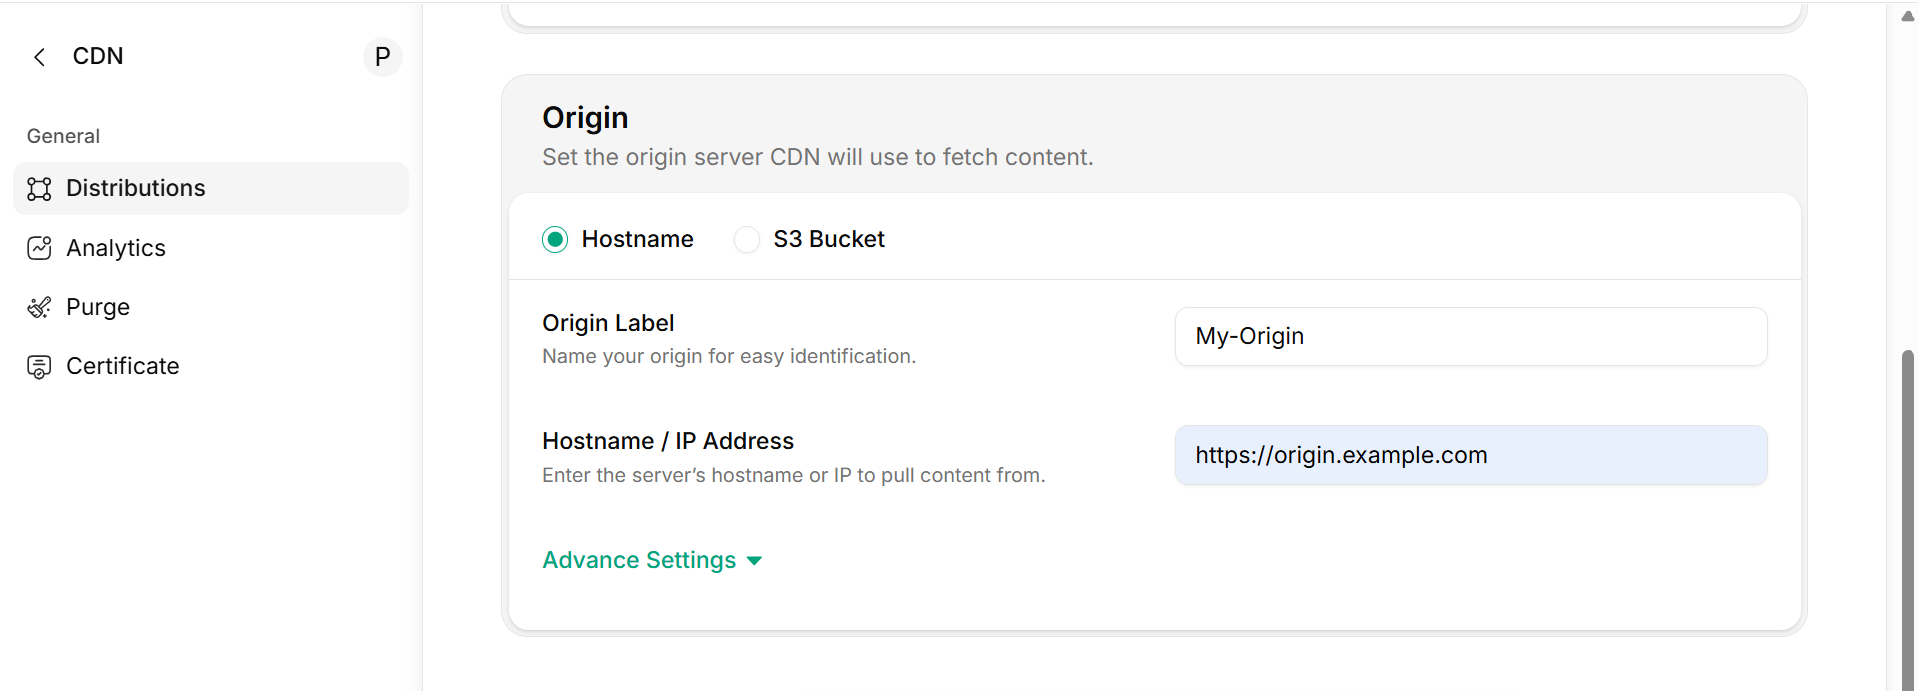 CDN
P
General
Distributions
Analytics
Purge
Certificate
Origin
Set the origin server CDN will use to fetch content.
Hostname
S3 Bucket
Origin Label
Name your origin for easy identification.
My-Origin
Hostname / IP Address
Enter the server’s hostname or IP to pull content from.
https://origin.example.com
Advance Settings